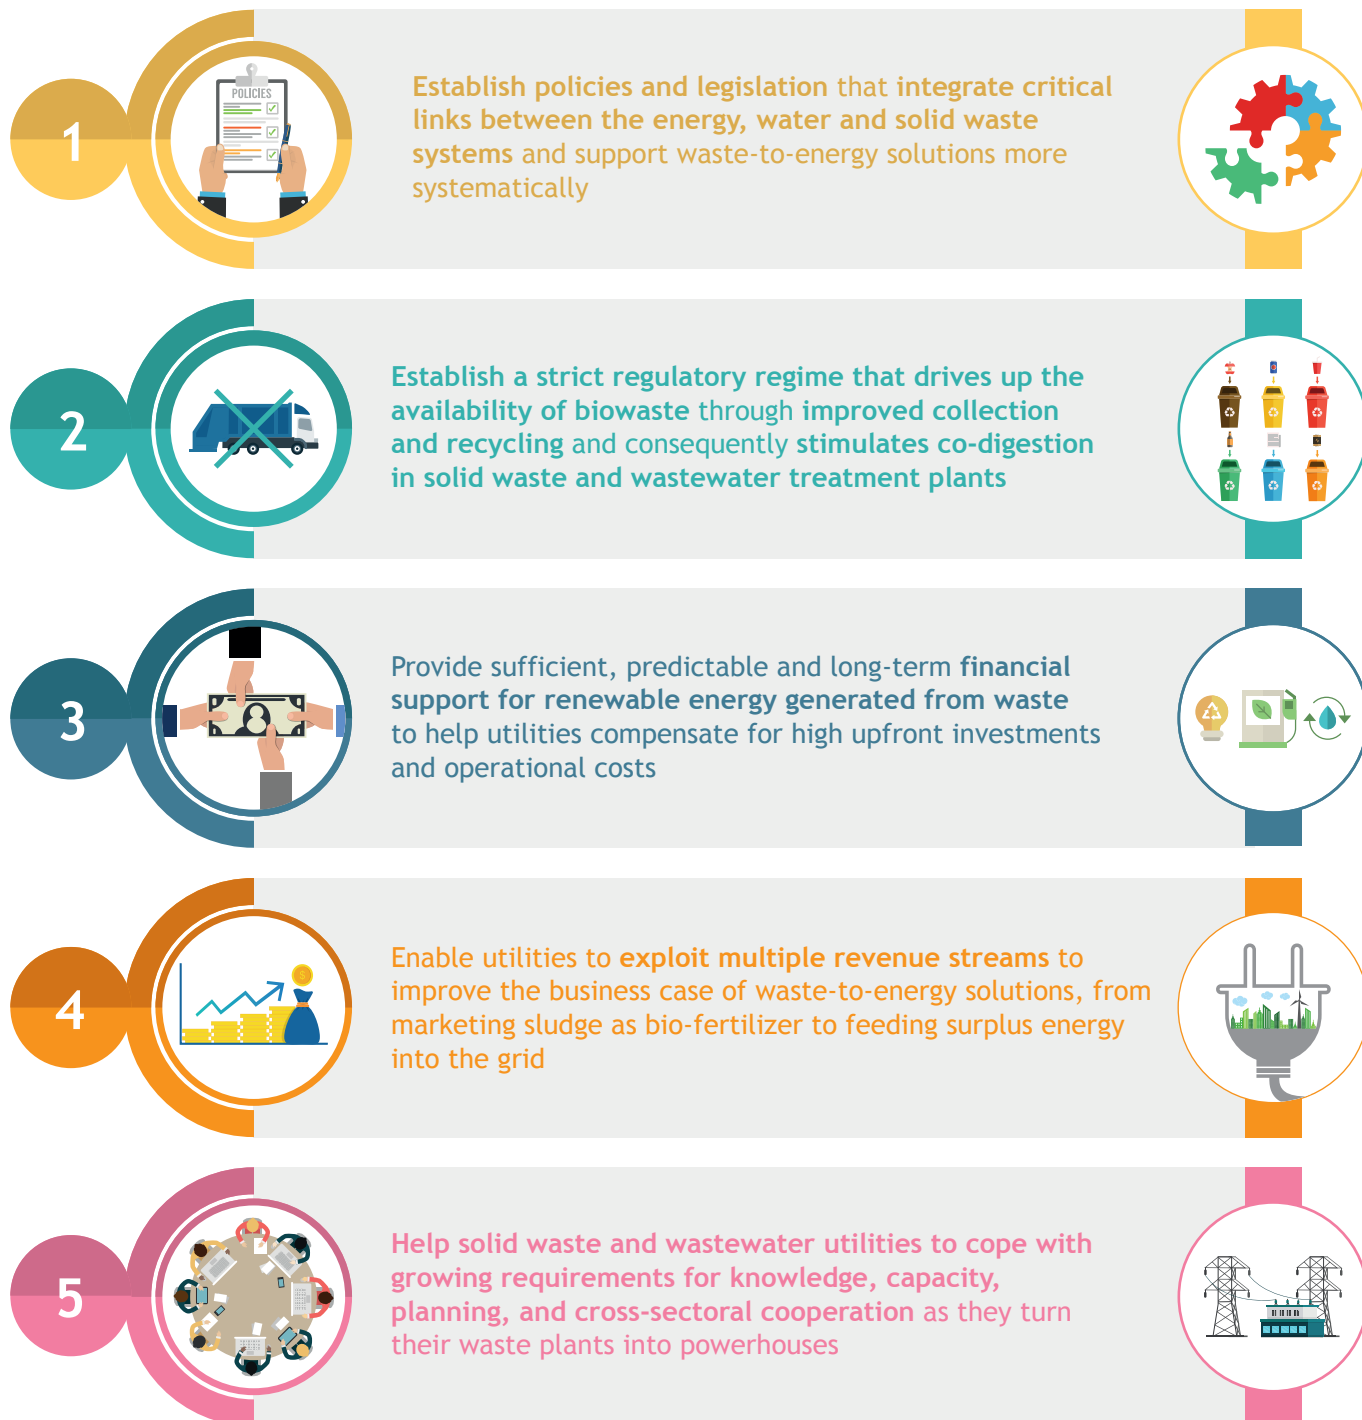 1
POLICIES
Establish policies and legislation that integrate critical
links between the energy, water and solid waste
systems and support waste-to-energy solutions more
systematically
2
Establish a strict regulatory regime that drives up the
availability of biowaste through improved collection
and recycling and consequently stimulates co-digestion
in solid waste and wastewater treatment plants
3
Provide sufficient, predictable and long-term financial
support for renewable energy generated from waste
to help utilities compensate for high upfront investments
and operational costs
4
$
Enable utilities to exploit multiple revenue streams to
improve the business case of waste-to-energy solutions, from
marketing sludge as bio-fertilizer to feeding surplus energy
into the grid
5
Help solid waste and wastewater utilities to cope with
growing requirements for knowledge, capacity,
planning, and cross-sectoral cooperation as they turn
their waste plants into powerhouses